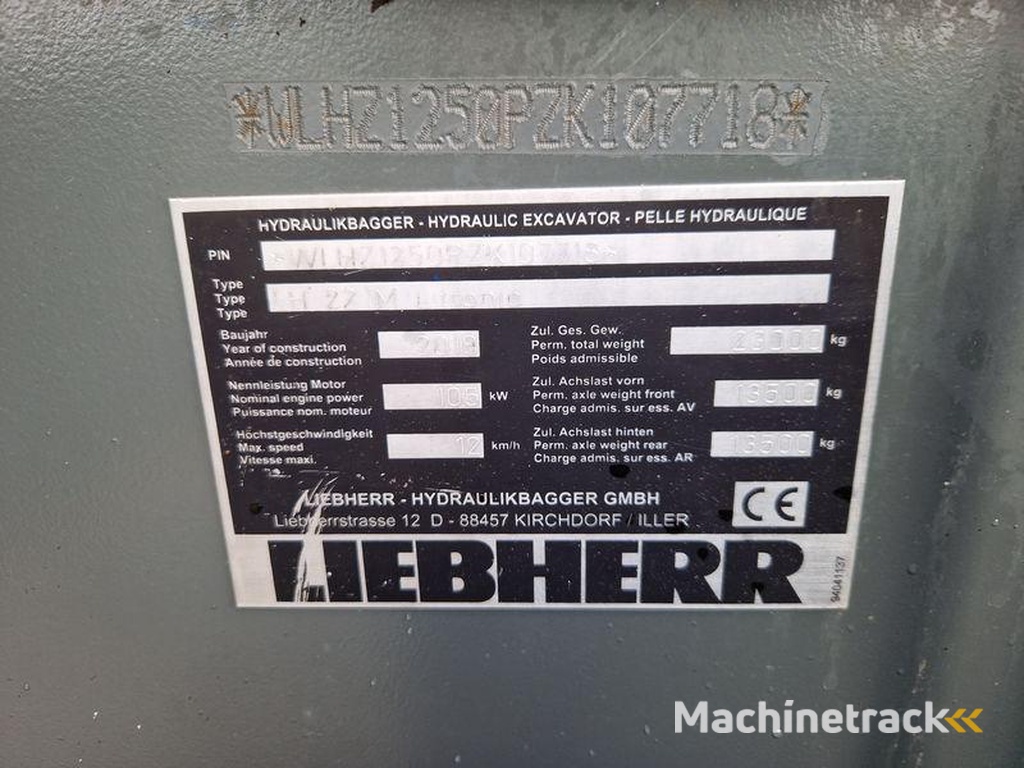 *WLHZ1250PZK107718*
HYDRAULIKBAGGER - HYDRAULIC EXCAVATOR - PELLE HYDRAULIQUE
PIN *WLHZ1250PZK107718*
Type
Type LH 22 M
Type
Baujahr
Year of construction
Année de construction
Zul. Ges. Gew.
Perm. total weight 23000 kg
Poids admissible
Nennleistung Motor
Nominal engine power 105 kW
Puissance nom. moteur
Zul. Achslast vorn
Perm. axle weight front 13500 kg
Charge admis. sur ess. AV
Höchstgeschwindigkeit
Max. speed 12 km/h
Vitesse maxi.
Zul. Achslast hinten
Perm. axle weight rear 13500 kg
Charge admis. sur ess. AR
LIEBHERR - HYDRAULIKBAGGER GMBH
Liebherrstrasse 12 D - 88457 KIRCHDORF / ILLER
CE
LIEBHERR
94041137
Machinetrack